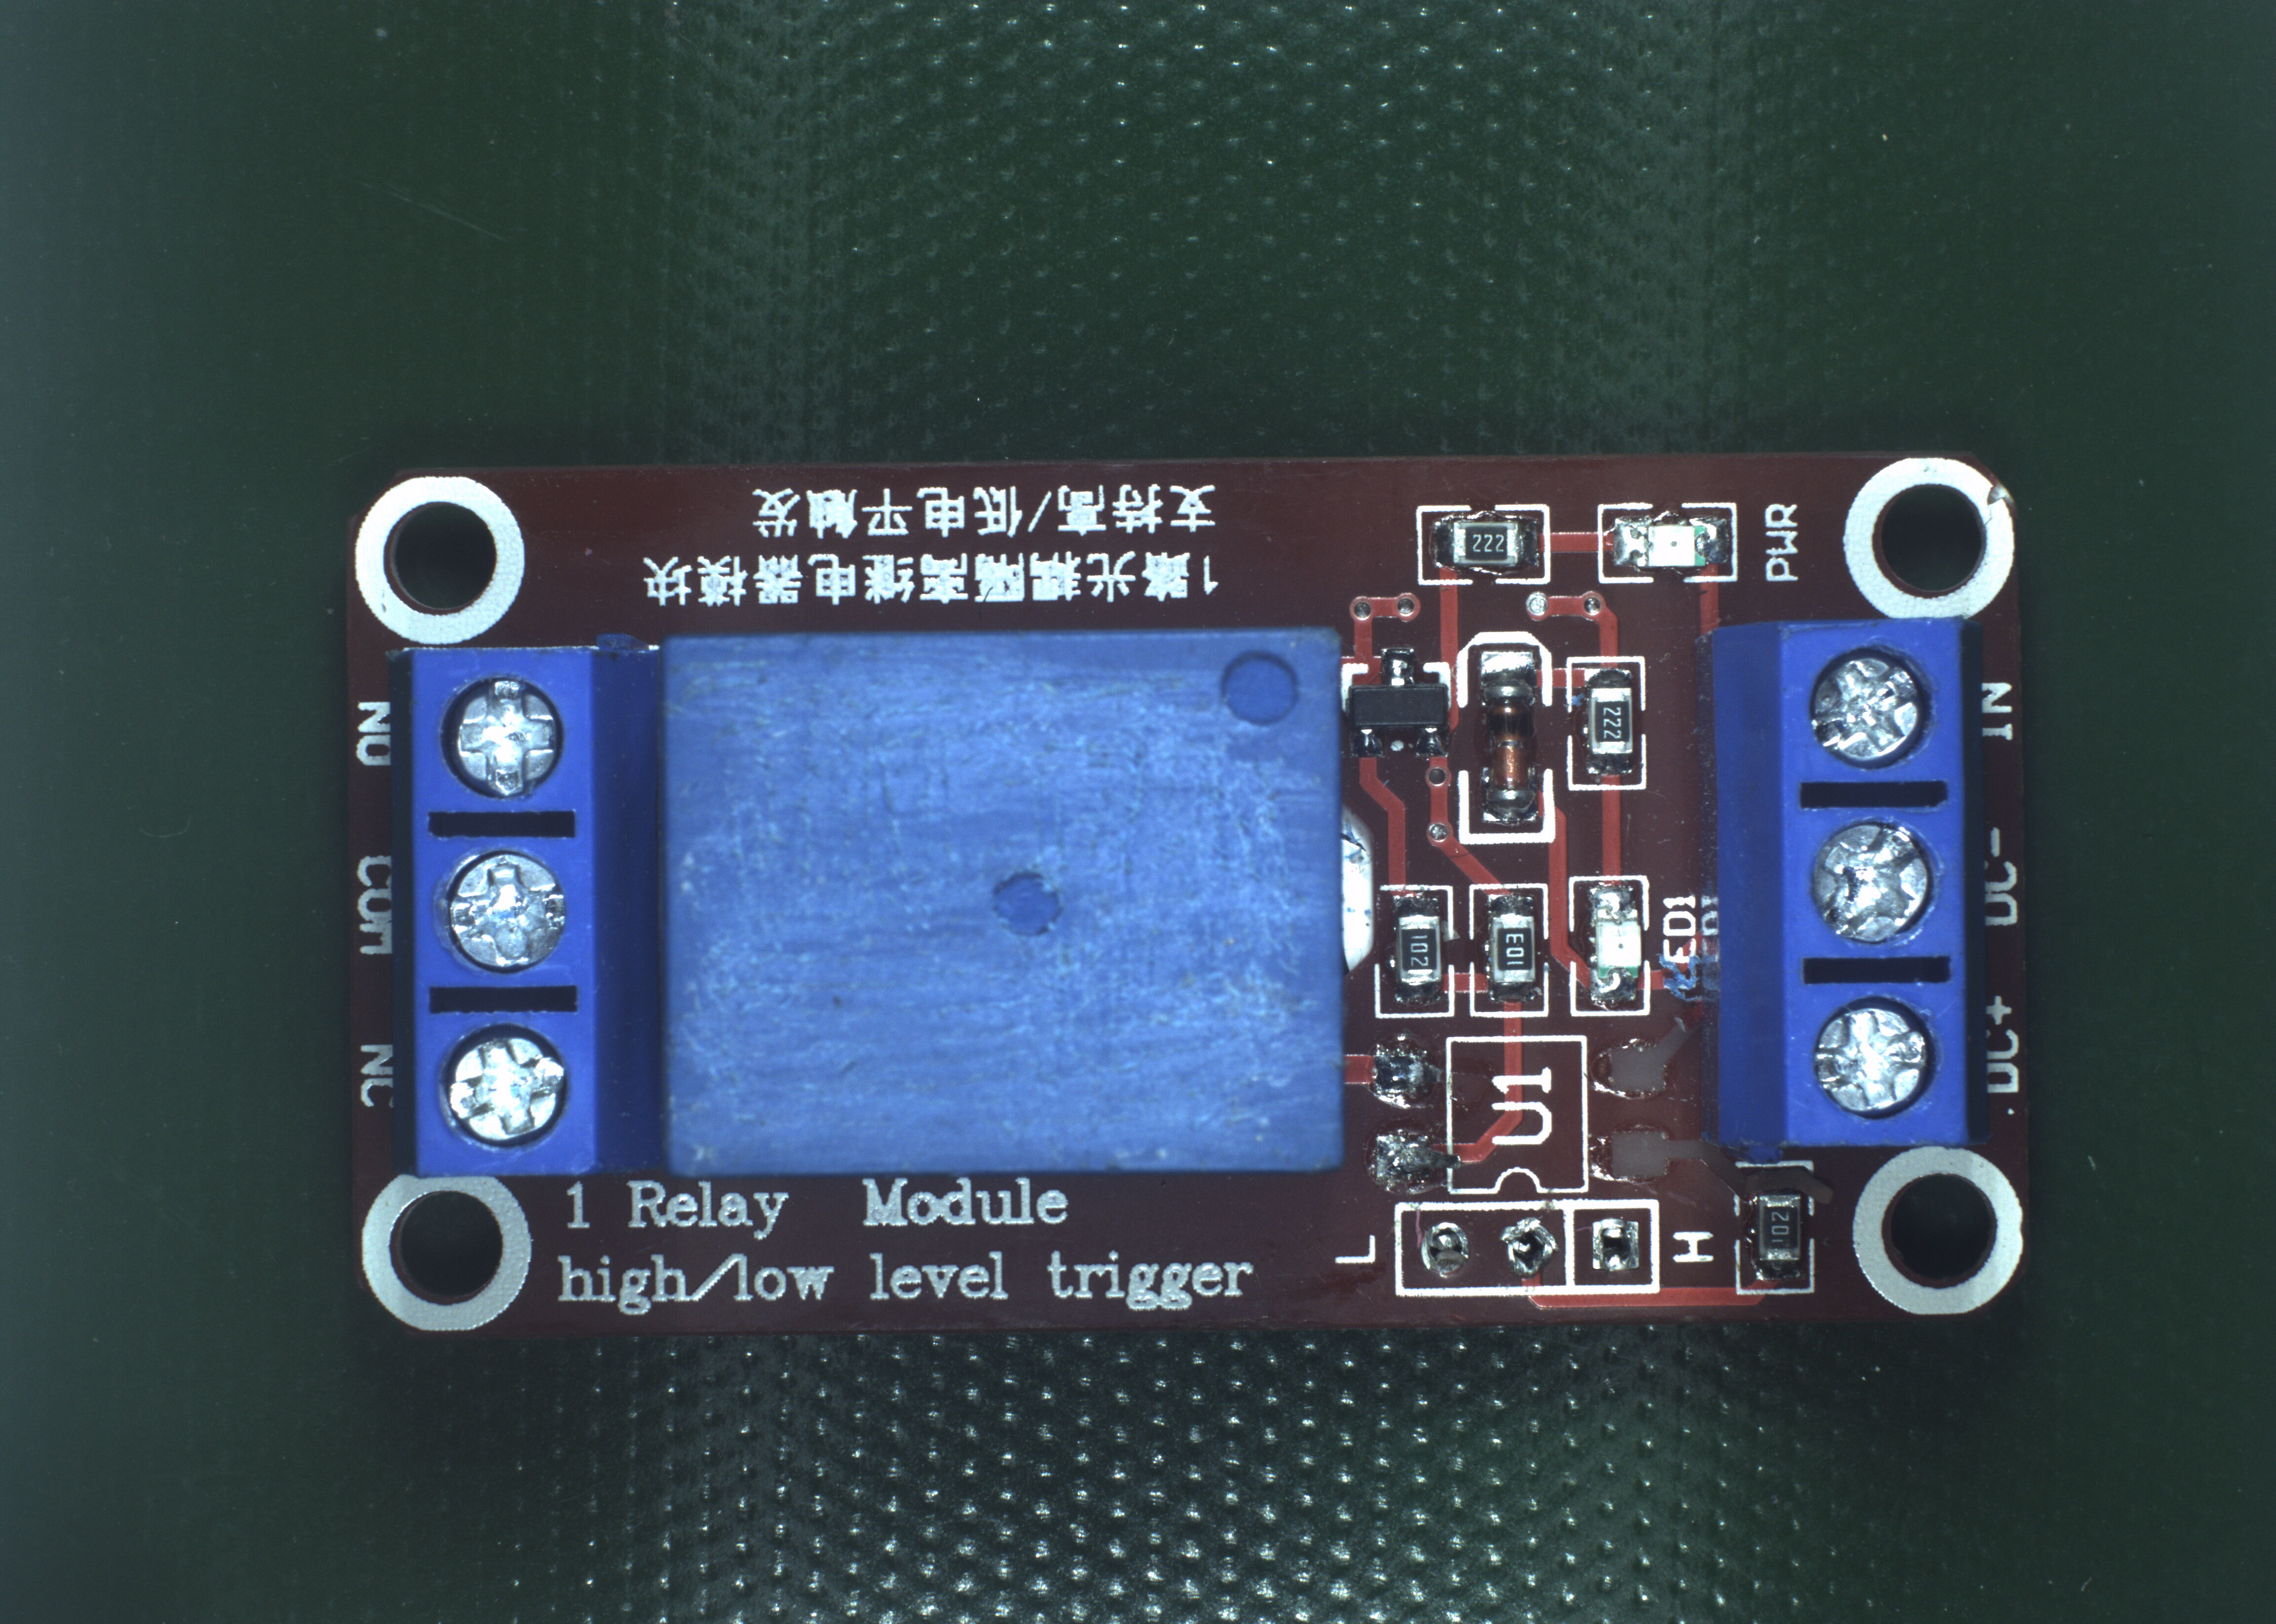 支持高/低电平触发
1路光耦隔离继电器模块
222
PWR
NO
COM
NC
IN
DC-
DC+
222
102
103
ED1
U1
102
L
H
1 Relay Module
high/low level trigger